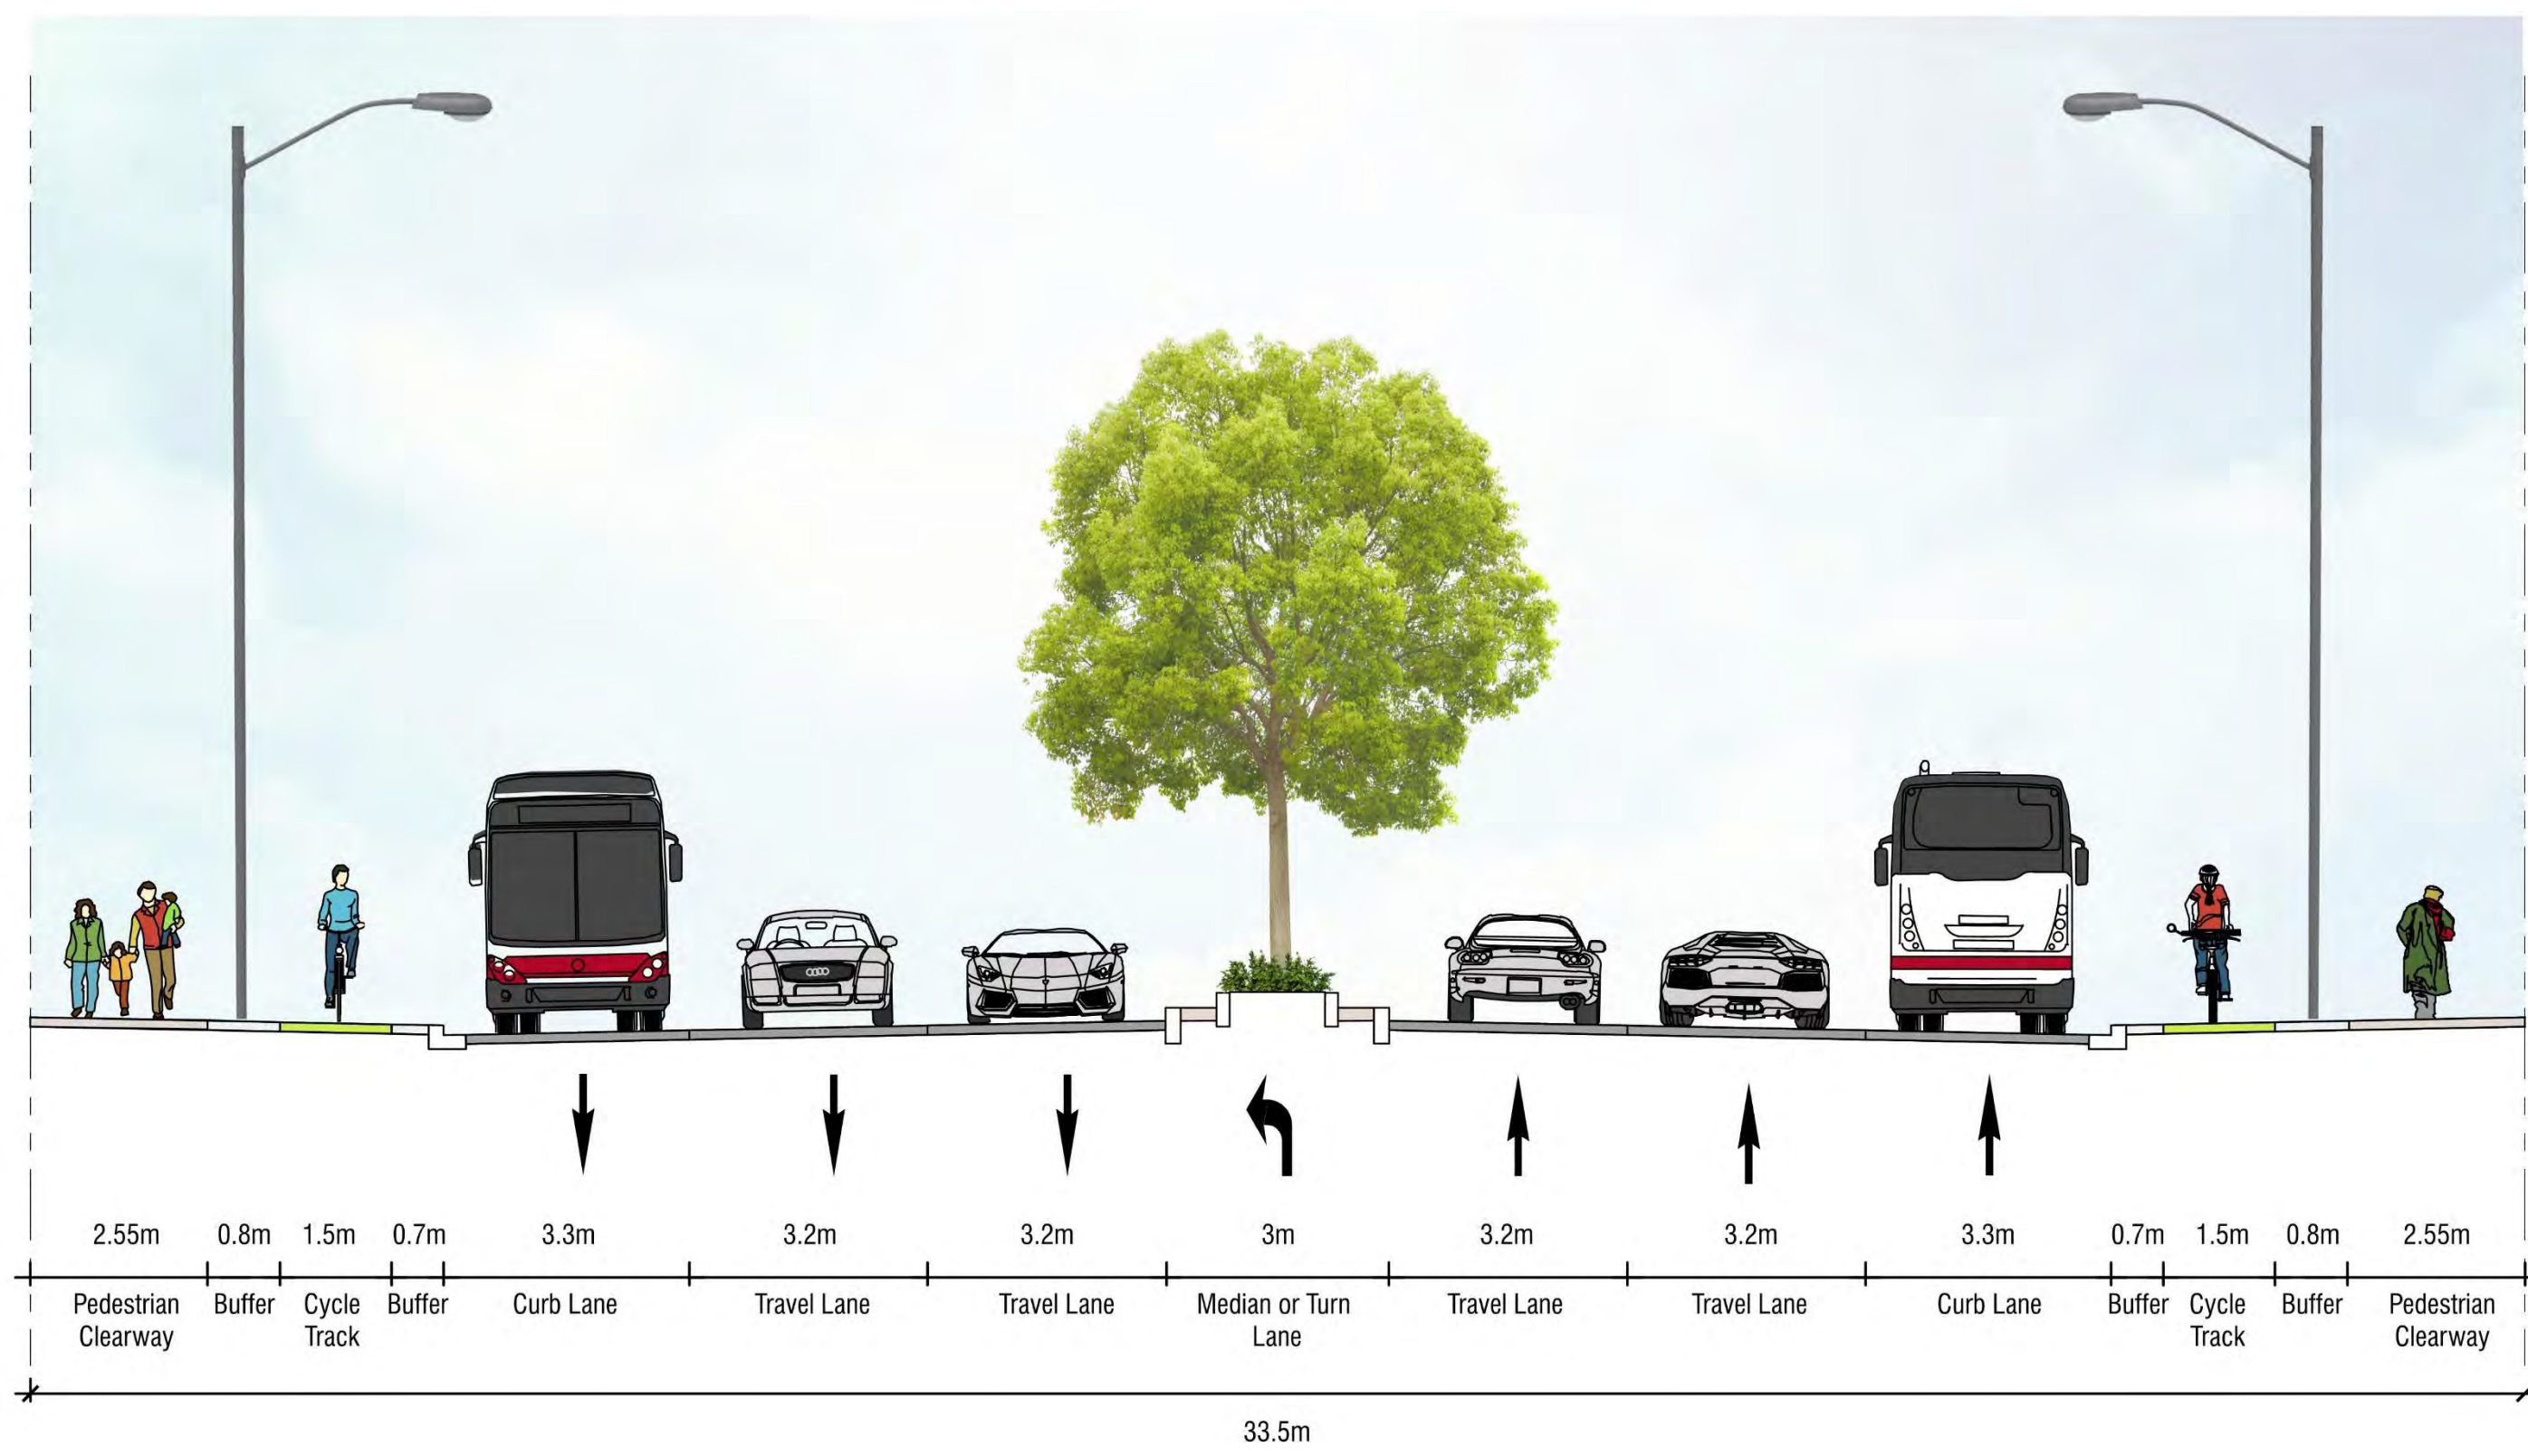 2.55m 0.8m 1.5m 0.7m 3.3m 3.2m 3.2m 3m 3.2m 3.2m 3.3m 0.7m 1.5m 0.8m 2.55m
Pedestrian Buffer Cycle Buffer Curb Lane Travel Lane Travel Lane Median or Turn Travel Lane Travel Lane Curb Lane Buffer Cycle Buffer Pedestrian
Clearway Track Lane Track Clearway
33.5m